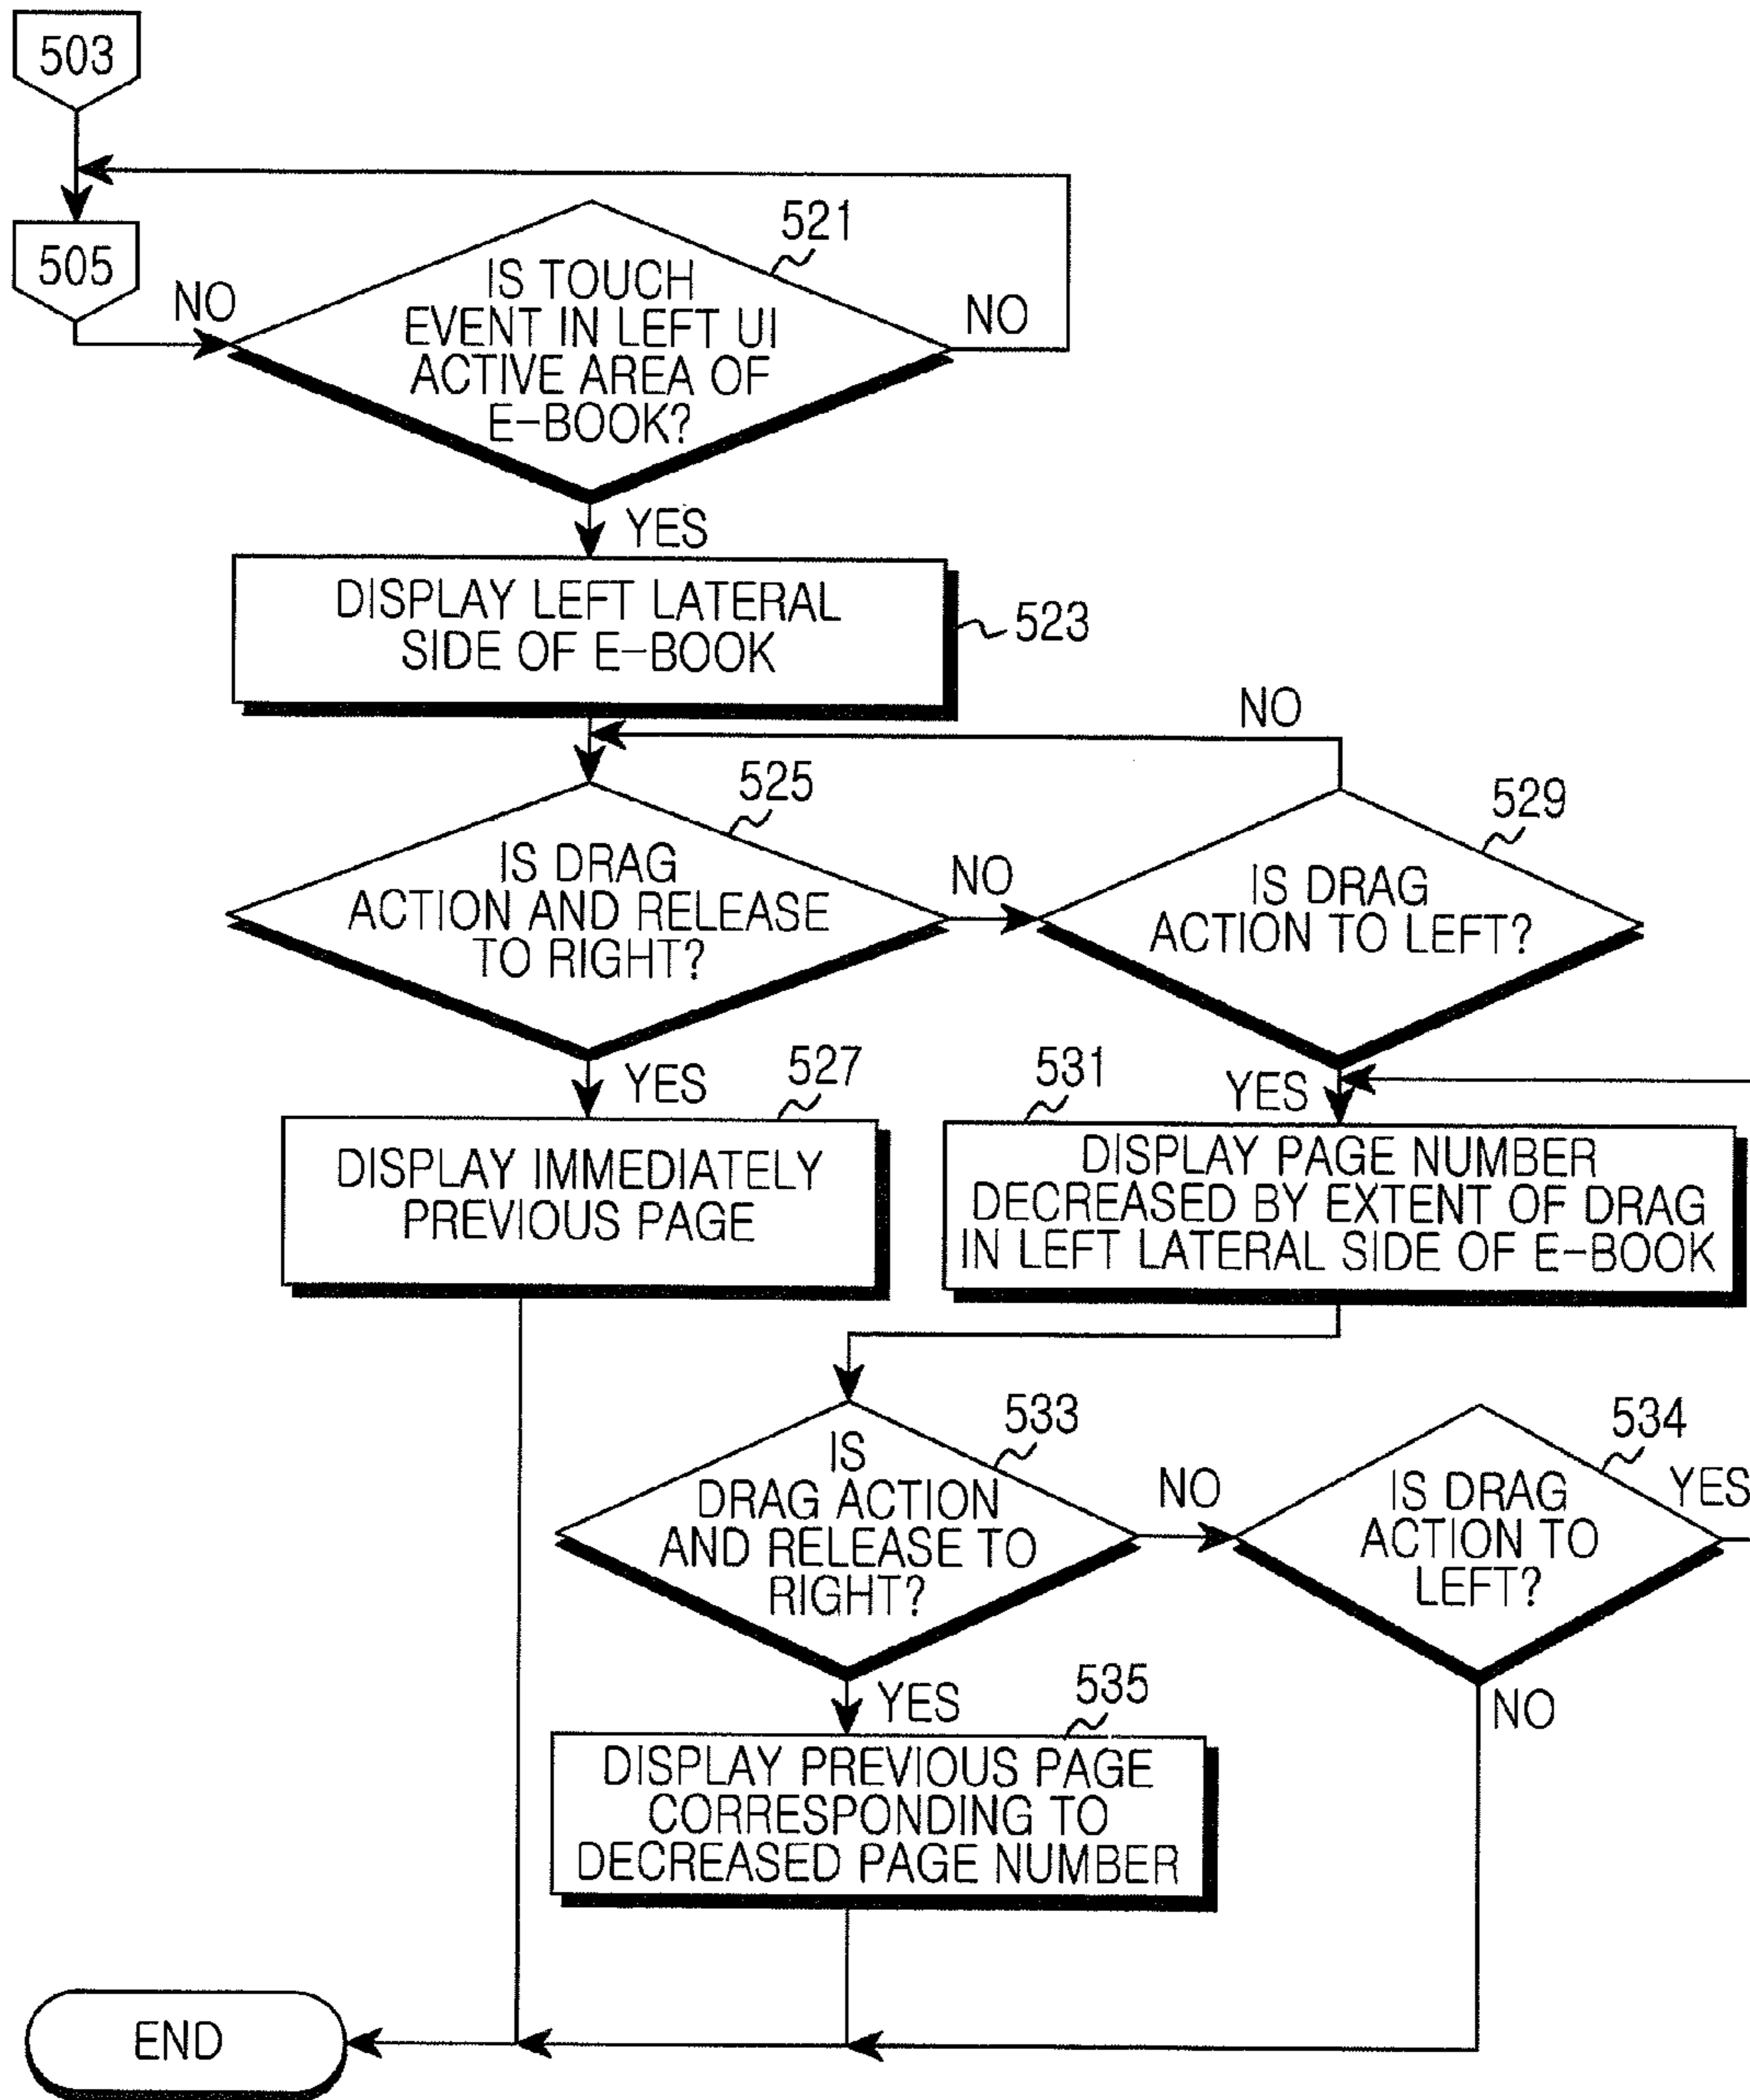 503
505
NO
521
IS TOUCH
EVENT IN LEFT UI
ACTIVE AREA OF
E-BOOK?
NO
YES
DISPLAY LEFT LATERAL
SIDE OF E-BOOK
523
NO
525
IS DRAG
ACTION AND RELEASE
TO RIGHT?
NO
529
IS DRAG
ACTION TO LEFT?
YES
527
DISPLAY IMMEDIATELY
PREVIOUS PAGE
YES
531
DISPLAY PAGE NUMBER
DECREASED BY EXTENT OF DRAG
IN LEFT LATERAL SIDE OF E-BOOK
533
IS
DRAG ACTION
AND RELEASE TO
RIGHT?
NO
534
IS DRAG
ACTION TO
LEFT?
YES
NO
YES
535
DISPLAY PREVIOUS PAGE
CORRESPONDING TO
DECREASED PAGE NUMBER
END